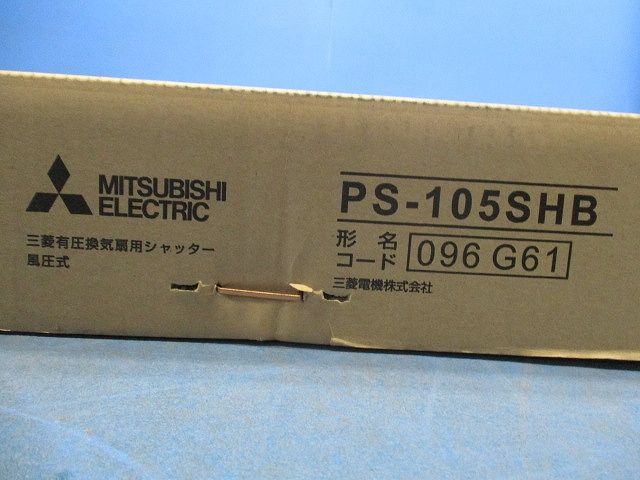 MITSUBISHI
ELECTRIC
三菱有圧換気扇用シャッター
風圧式
PS-105SHB
形 名
コード 096 G61
三菱電機株式会社